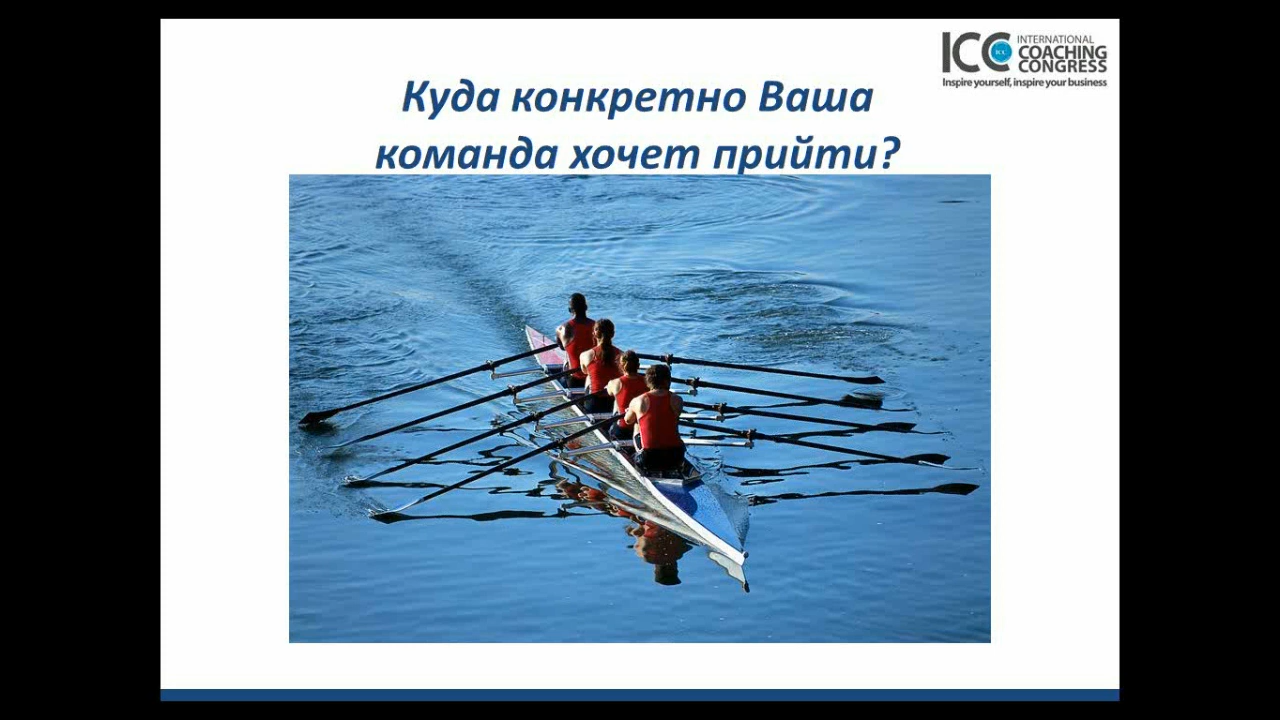 ICC INTERNATIONAL
COACHING
CONGRESS
Inspire yourself, inspire your business
Куда конкретно Ваша
команда хочет прийти?